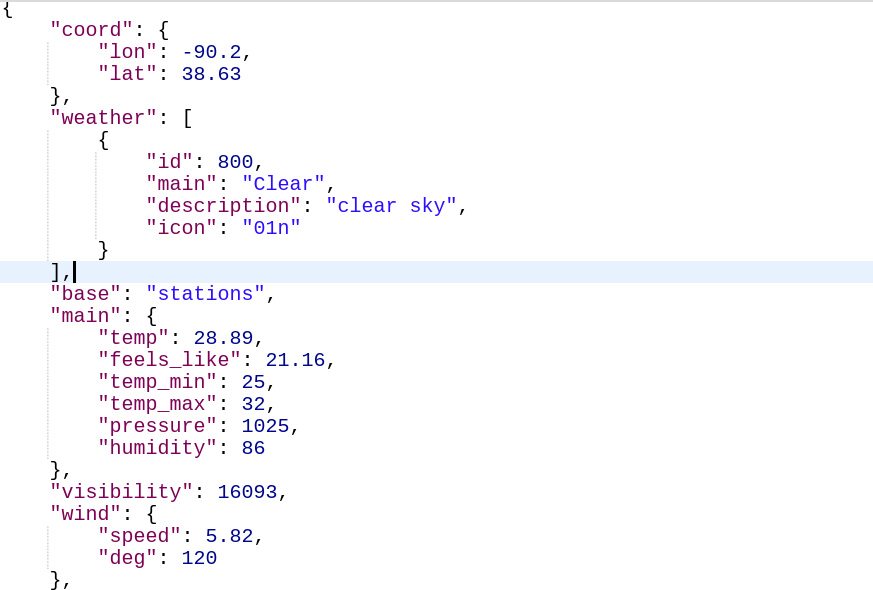 {
    "coord": {
        "lon": -90.2,
        "lat": 38.63
    },
    "weather": [
        {
            "id": 800,
            "main": "Clear",
            "description": "clear sky",
            "icon": "01n"
        }
    ],
    "base": "stations",
    "main": {
        "temp": 28.89,
        "feels_like": 21.16,
        "temp_min": 25,
        "temp_max": 32,
        "pressure": 1025,
        "humidity": 86
    },
    "visibility": 16093,
    "wind": {
        "speed": 5.82,
        "deg": 120
    },